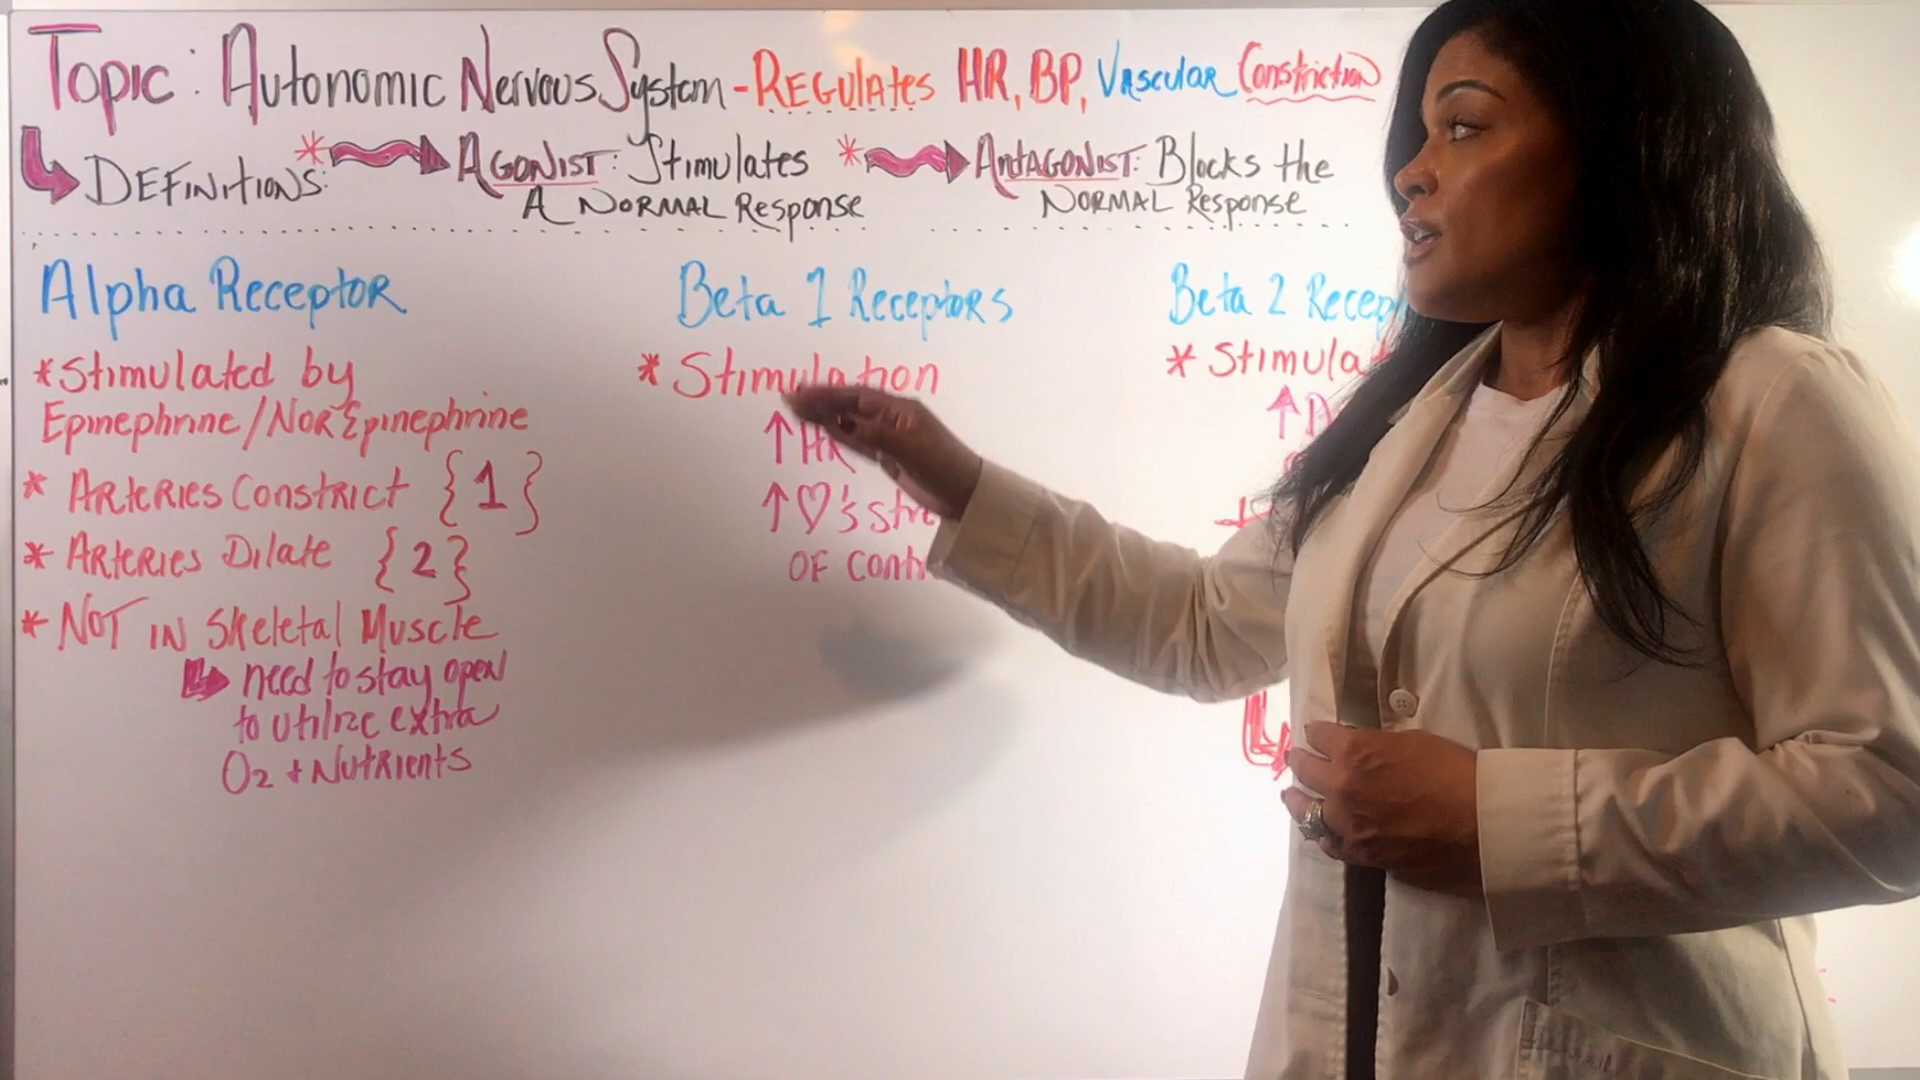 Topic: Autonomic Nervous System - REGULATES HR, BP, Vascular Constriction
DEFINITIONS: * AGONIST: Stimulates * ANTAGONIST: Blocks the
A NORMAL Response NORMAL Response
Alpha Receptor
*Stimulated by
Epinephrine/NorEpinephrine
* Arteries Constrict {1}
* Arteries Dilate {2}
* NOT IN Skeletal Muscle
need to stay open
to utilize extra
O2 + Nutrients
Beta 1 Receptors
* Stimulation
↑ HR
↑ ♡'s
OF
Beta 2
*
↑